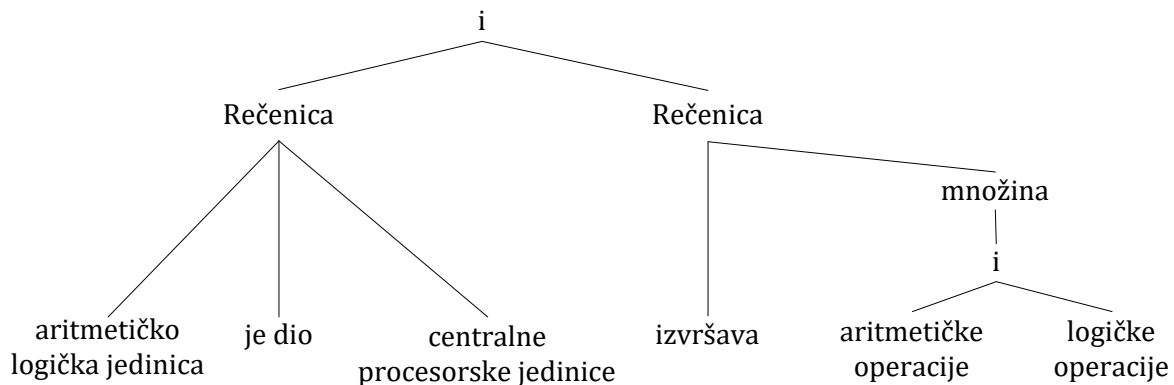 i
Rečenica
Rečenica
množina
i
aritmetičko
logička jedinica
je dio
centralne
procesorske jedinice
izvršava
aritmetičke
operacije
logičke
operacije